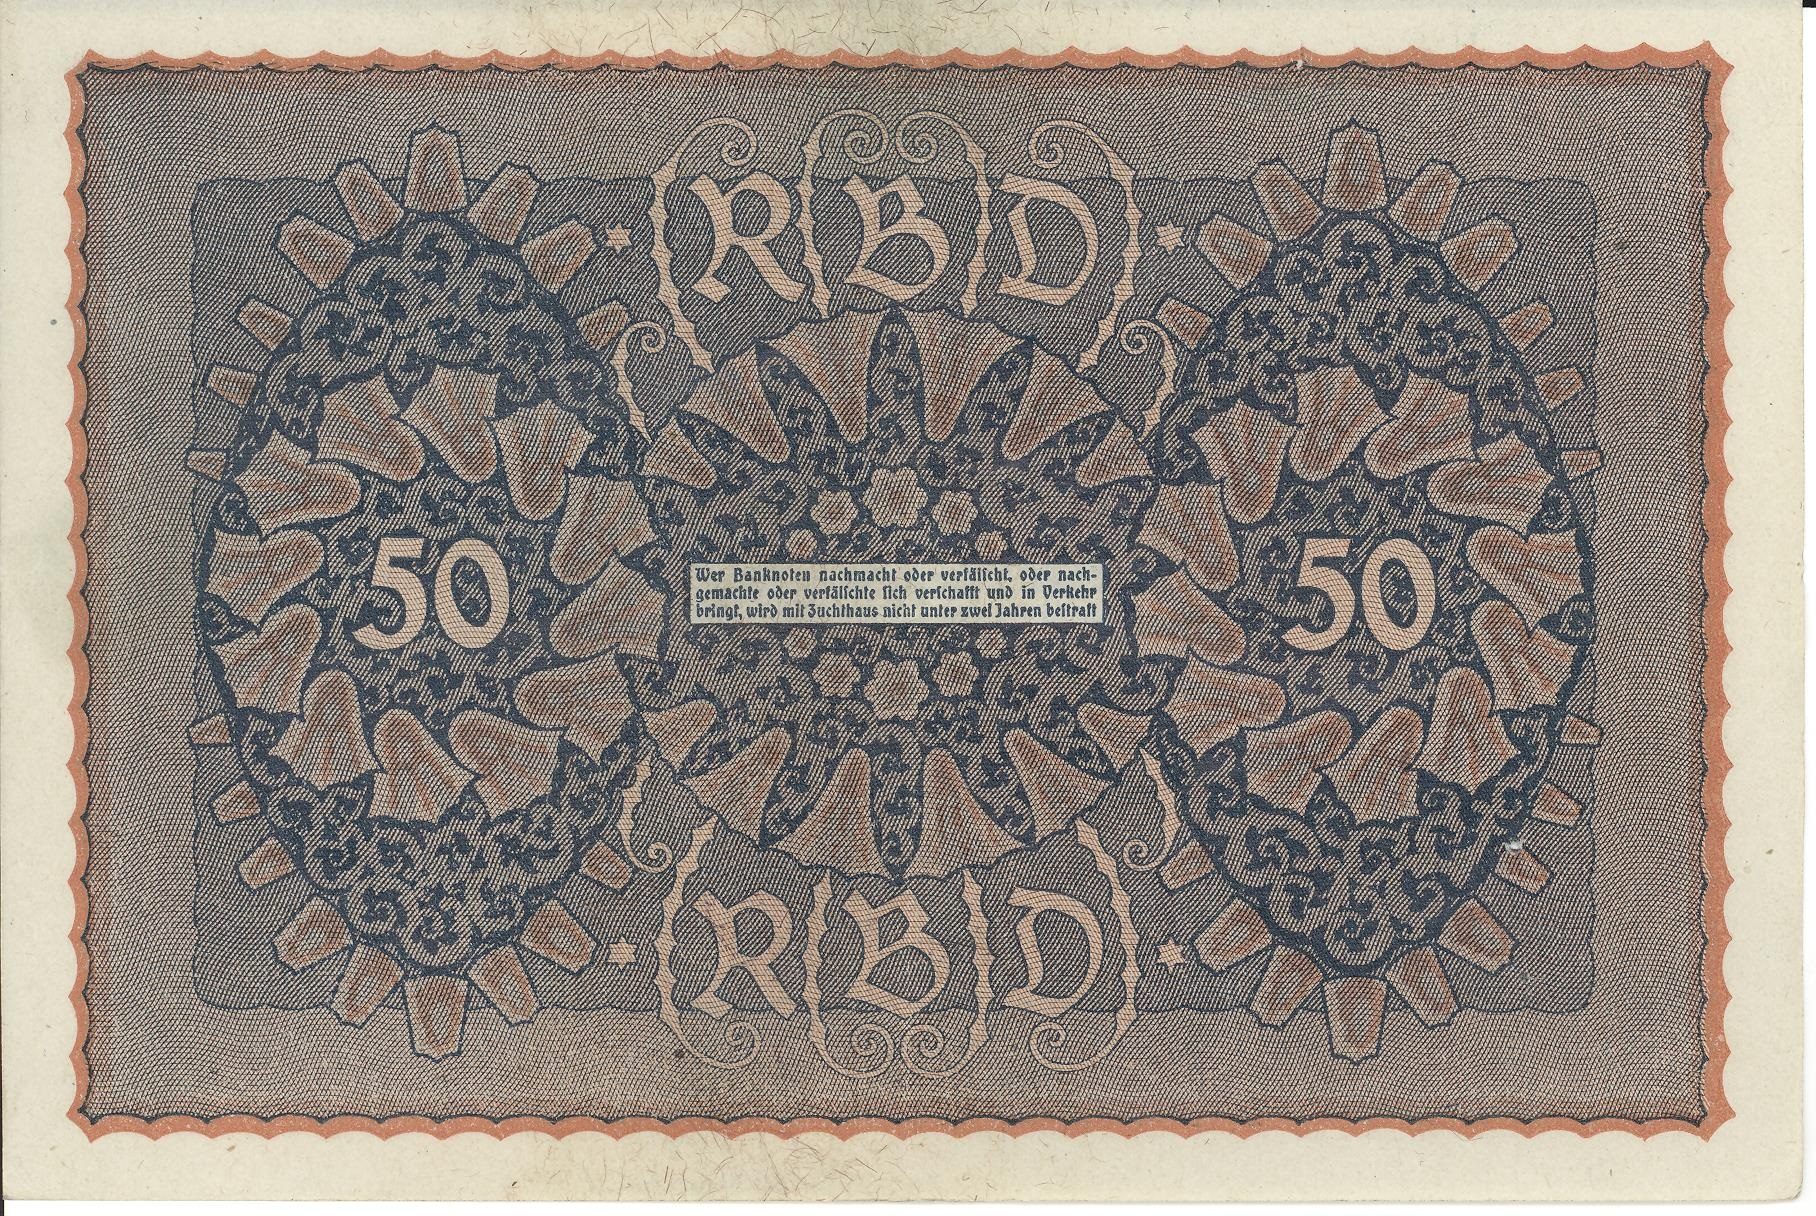 RBD
50
Wer Banknoten nachmacht oder verfälscht, oder nach-
gemachte oder verfälschte sich verschafft und in Verkehr
bringt, wird mit Zuchthaus nicht unter zwei Jahren bestraft
50
RBD